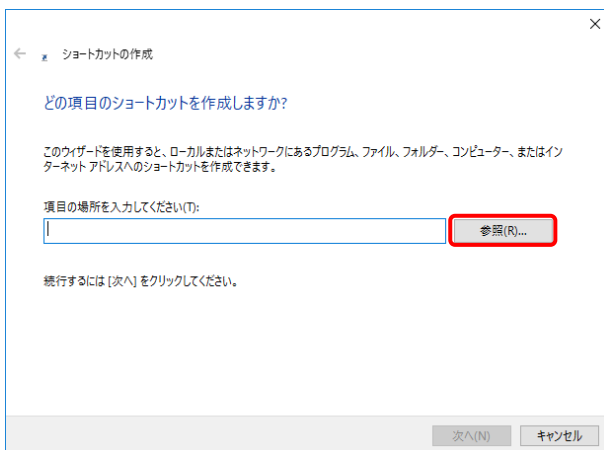 ショートカットの作成
どの項目のショートカットを作成しますか?
このウィザードを使用すると、ローカルまたはネットワークにあるプログラム、ファイル、フォルダー、コンピューター、またはイン
ターネット アドレスへのショートカットを作成できます。
項目の場所を入力してください(T):
参照(R)...
続行するには [次へ] をクリックしてください。
次へ(N)
キャンセル